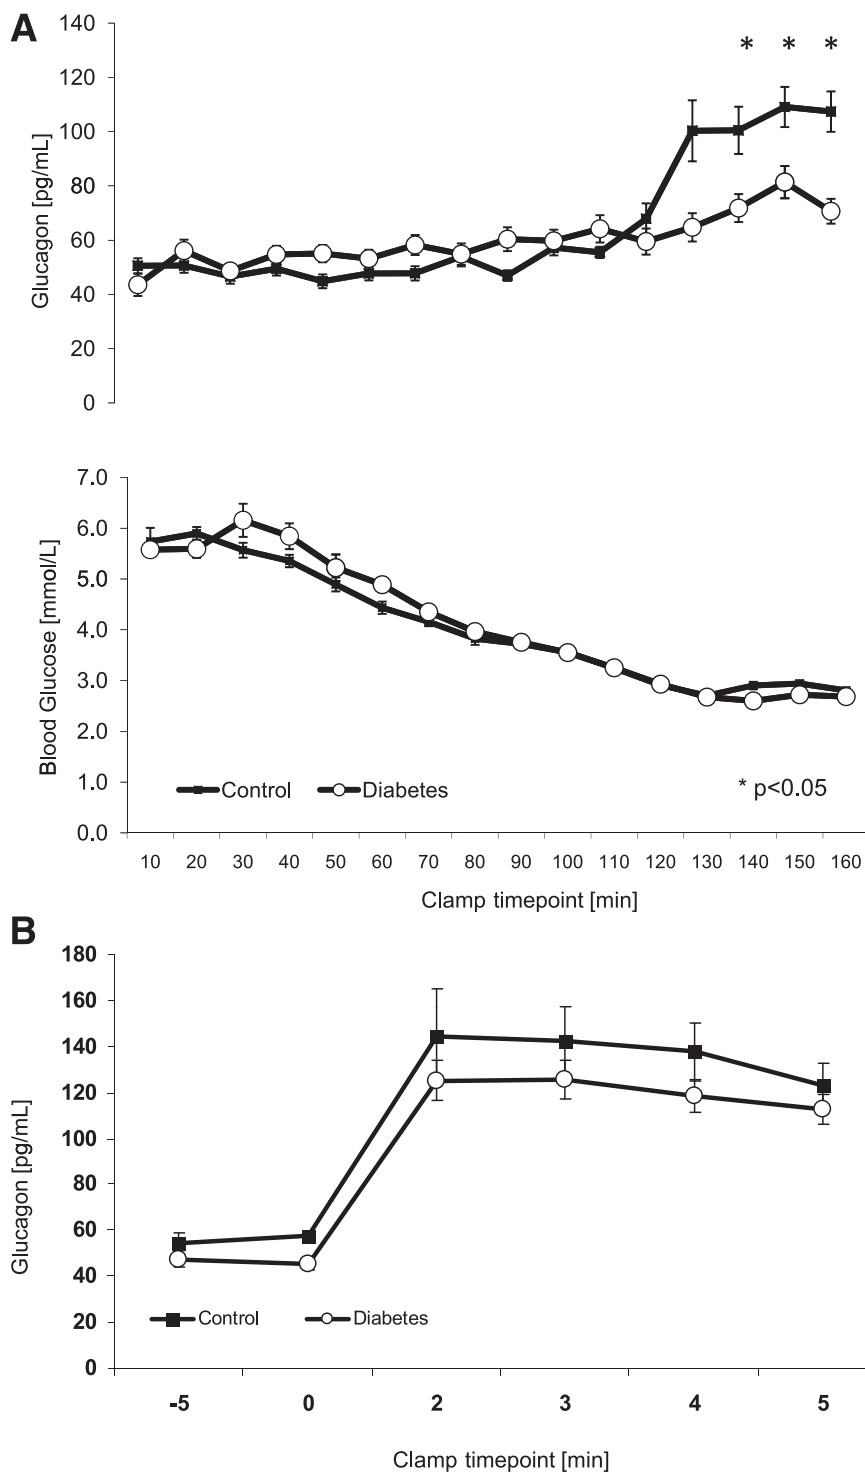 A
140
120
100
80
60
40
20
0
Glucagon [pg/mL]
* * *
7.0
6.0
5.0
4.0
3.0
2.0
1.0
0.0
Blood Glucose [mmol/L]
Control Diabetes
* p<0.05
10 20 30 40 50 60 70 80 90 100 110 120 130 140 150 160
Clamp timepoint [min]
B
180
160
140
120
100
80
60
40
20
0
Glucagon [pg/mL]
Control Diabetes
-5 0 2 3 4 5
Clamp timepoint [min]